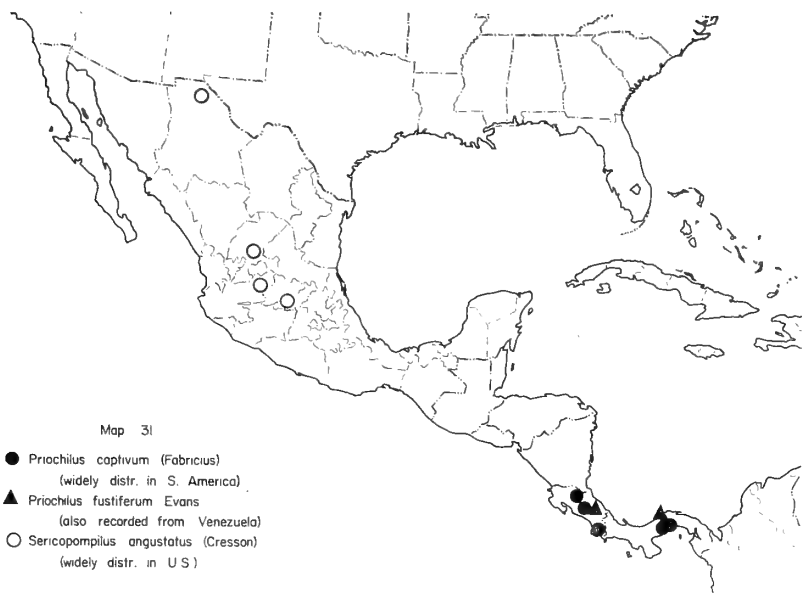 Map 31
Priochilus captivum (Fabricius)
(widely distr. in S. America)
Priochilus fustiferum Evans
(also recorded from Venezuela)
Sericopompilus angustatus (Cresson)
(widely distr. in US)